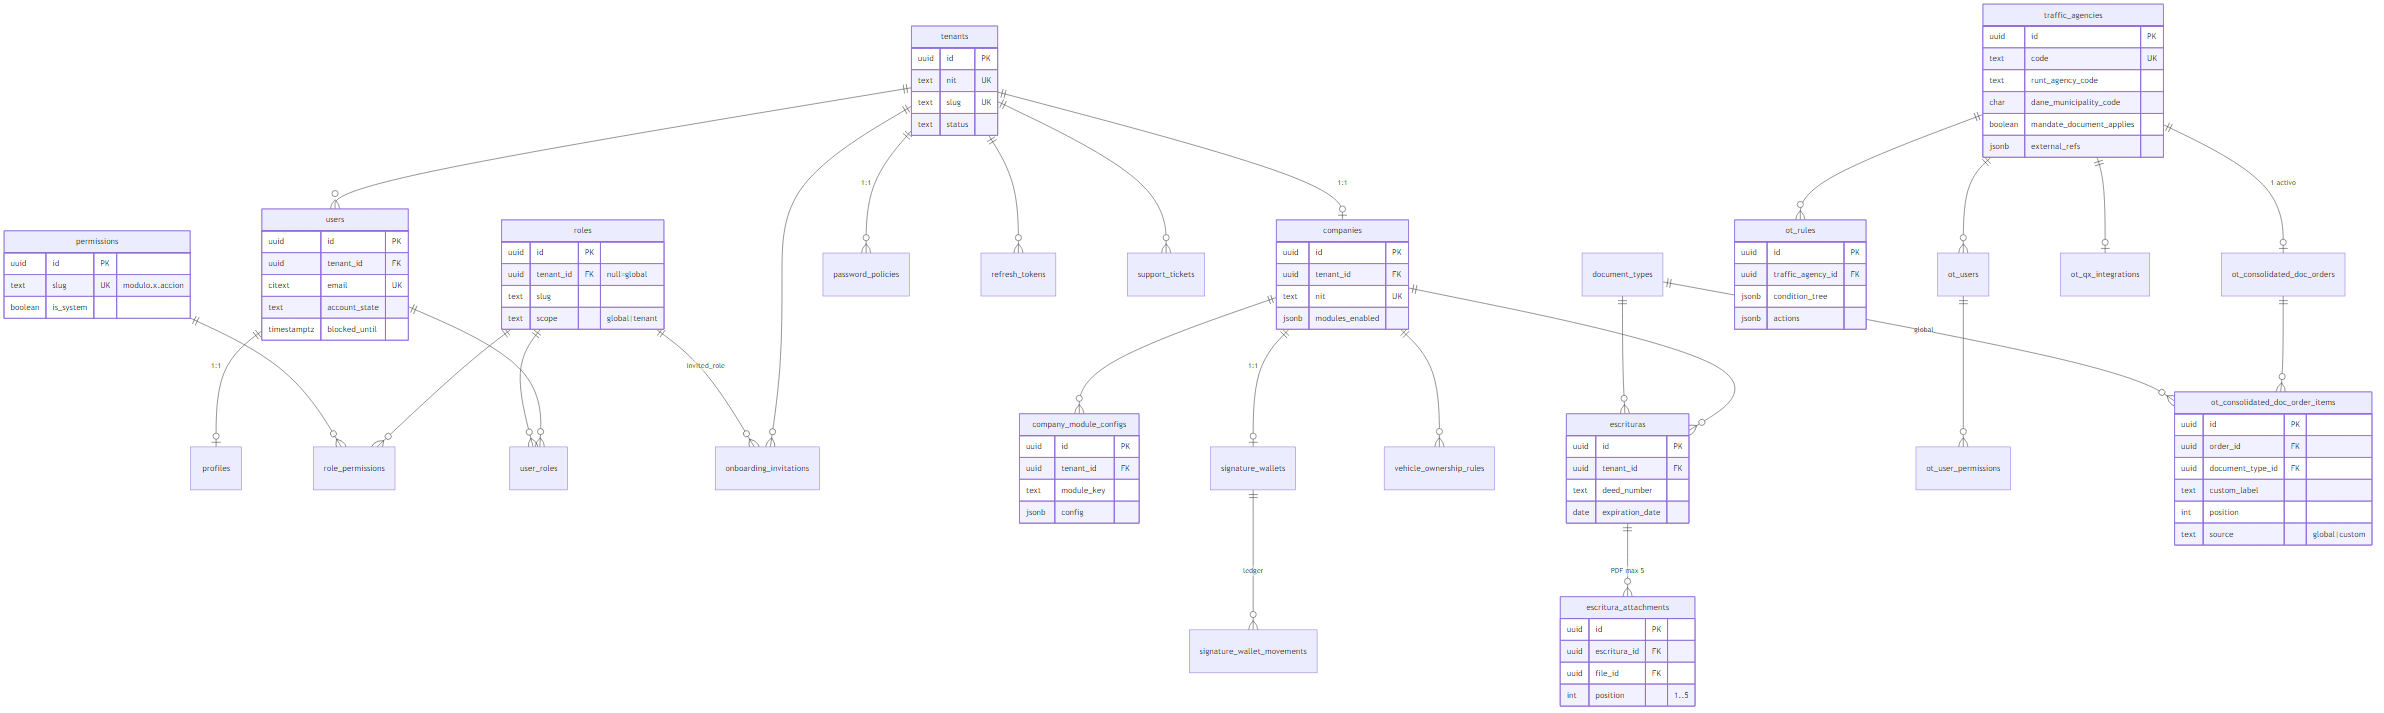 traffic_agencies
uuid id PK
text code UK
text runt_agency_code
char dane_municipality_code
boolean mandate_document_applies
jsonb external_refs
tenants
uuid id PK
text nit UK
text slug UK
text status
1:1
1:1
1 activo
users
uuid id PK
uuid tenant_id FK
citext email UK
text account_state
timestamptz blocked_until
permissions
uuid id PK
text slug UK modulo.x.accion
boolean is_system
roles
uuid id PK
uuid tenant_id FK null=global
text slug
text scope global|tenant
password_policies
refresh_tokens
support_tickets
companies
uuid id PK
uuid tenant_id FK
text nit UK
jsonb modules_enabled
document_types
ot_rules
uuid id PK
uuid traffic_agency_id FK
jsonb condition_tree
jsonb actions
ot_users
ot_qx_integrations
ot_consolidated_doc_orders
global
1:1
invited_role
1:1
profiles
role_permissions
user_roles
onboarding_invitations
company_module_configs
uuid id PK
uuid tenant_id FK
text module_key
jsonb config
signature_wallets
vehicle_ownership_rules
escrituras
uuid id PK
uuid tenant_id FK
text deed_number
date expiration_date
ot_user_permissions
ot_consolidated_doc_order_items
uuid id PK
uuid order_id FK
uuid document_type_id FK
text custom_label
int position
text source global|custom
ledger
PDF max 5
signature_wallet_movements
escritura_attachments
uuid id PK
uuid escritura_id FK
uuid file_id FK
int position 1..5